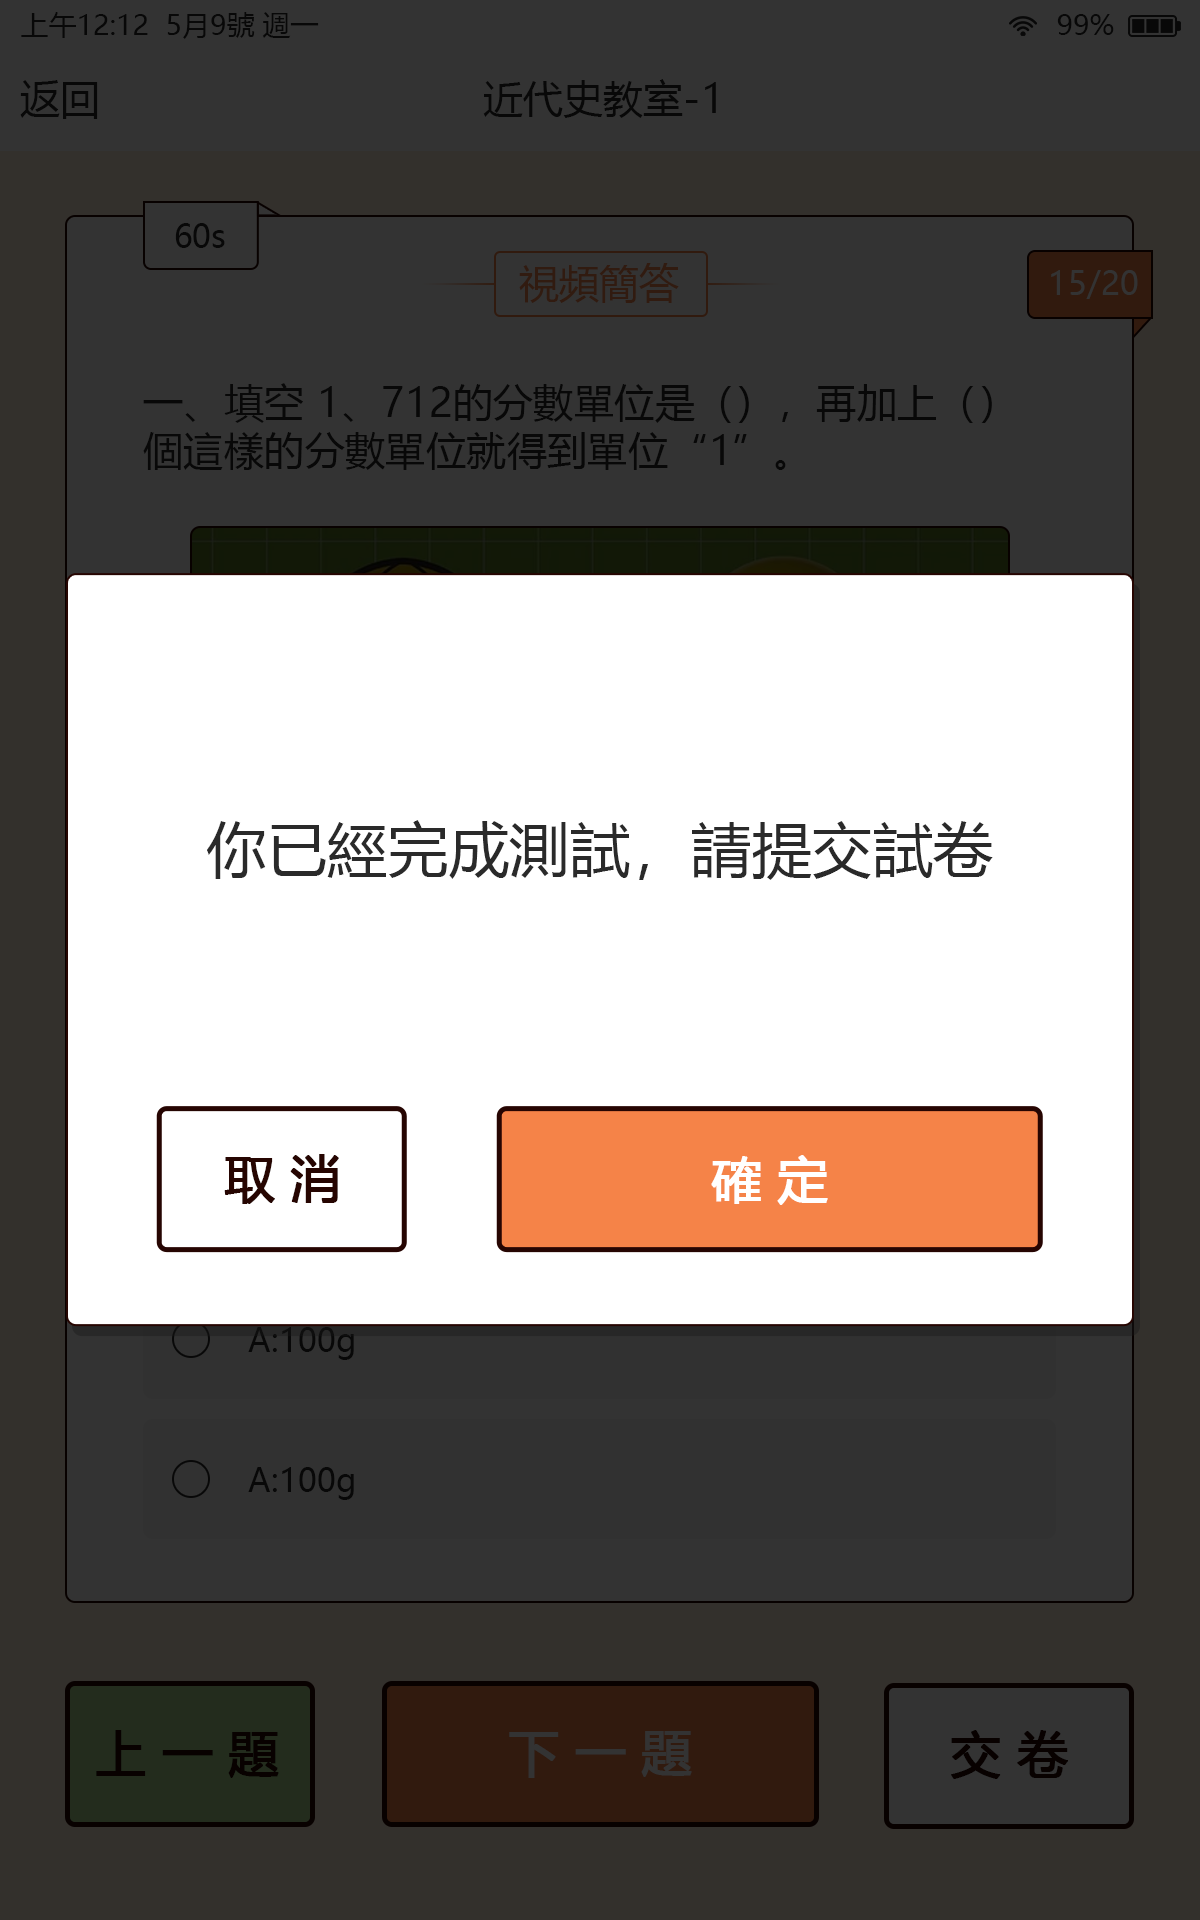 上午12:12 5月9號 週一
99%
返回
近代史教室-1
60s
視頻簡答
15/20
一、填空 1、712的分數單位是（），再加上（）
個這樣的分數單位就得到單位“1”。
你已經完成測試，請提交試卷
取消
確定
A:100g
A:100g
上一題
下一題
交卷